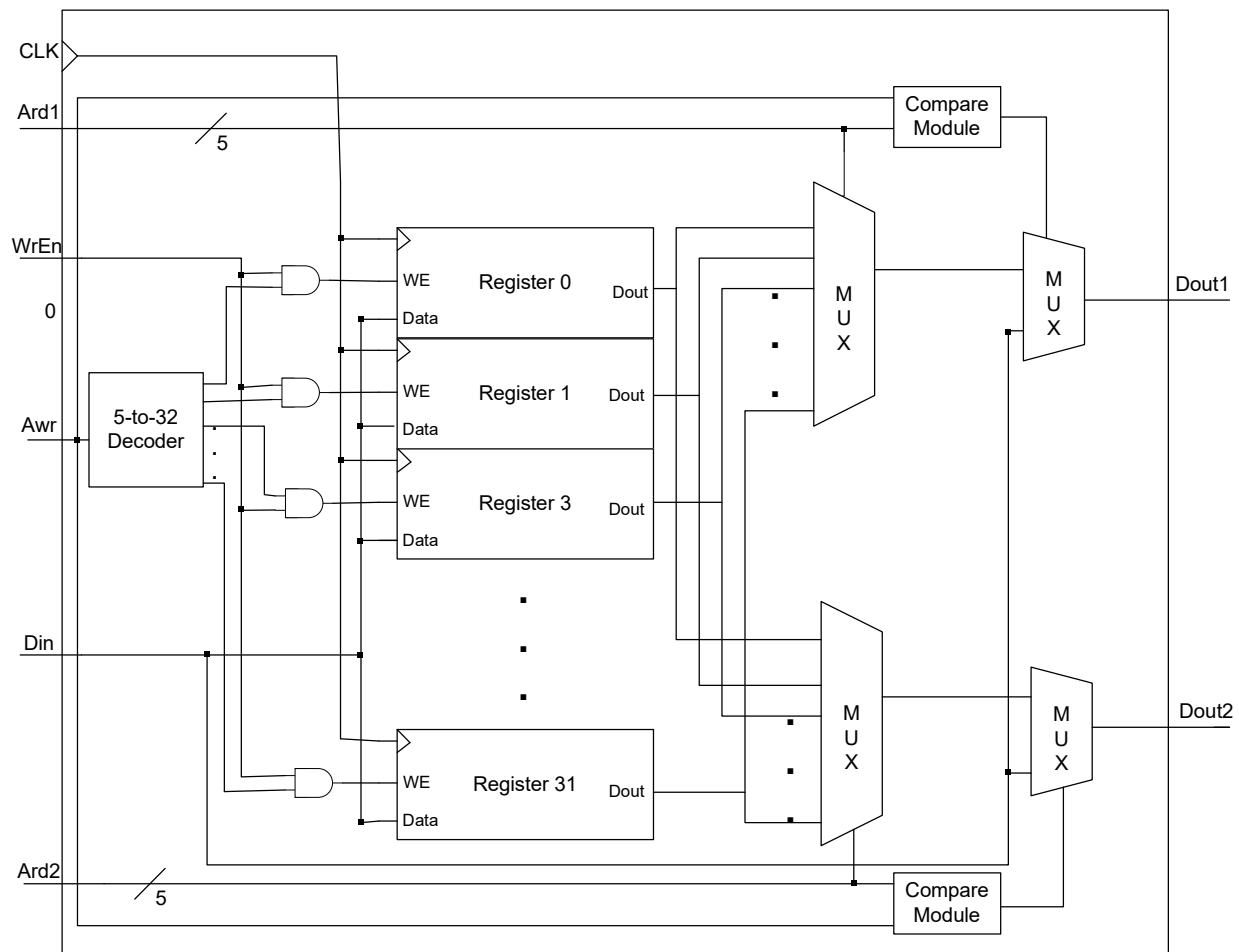 CLK
Ard1
5
Compare
Module
WrEn
0
WE
Register 0
Dout
Data
M
U
X
M
U
X
Dout1
5-to-32
Decoder
Awr
WE
Register 1
Dout
Data
WE
Register 3
Dout
Data
Din
M
U
X
M
U
X
Dout2
WE
Register 31
Dout
Data
Ard2
5
Compare
Module